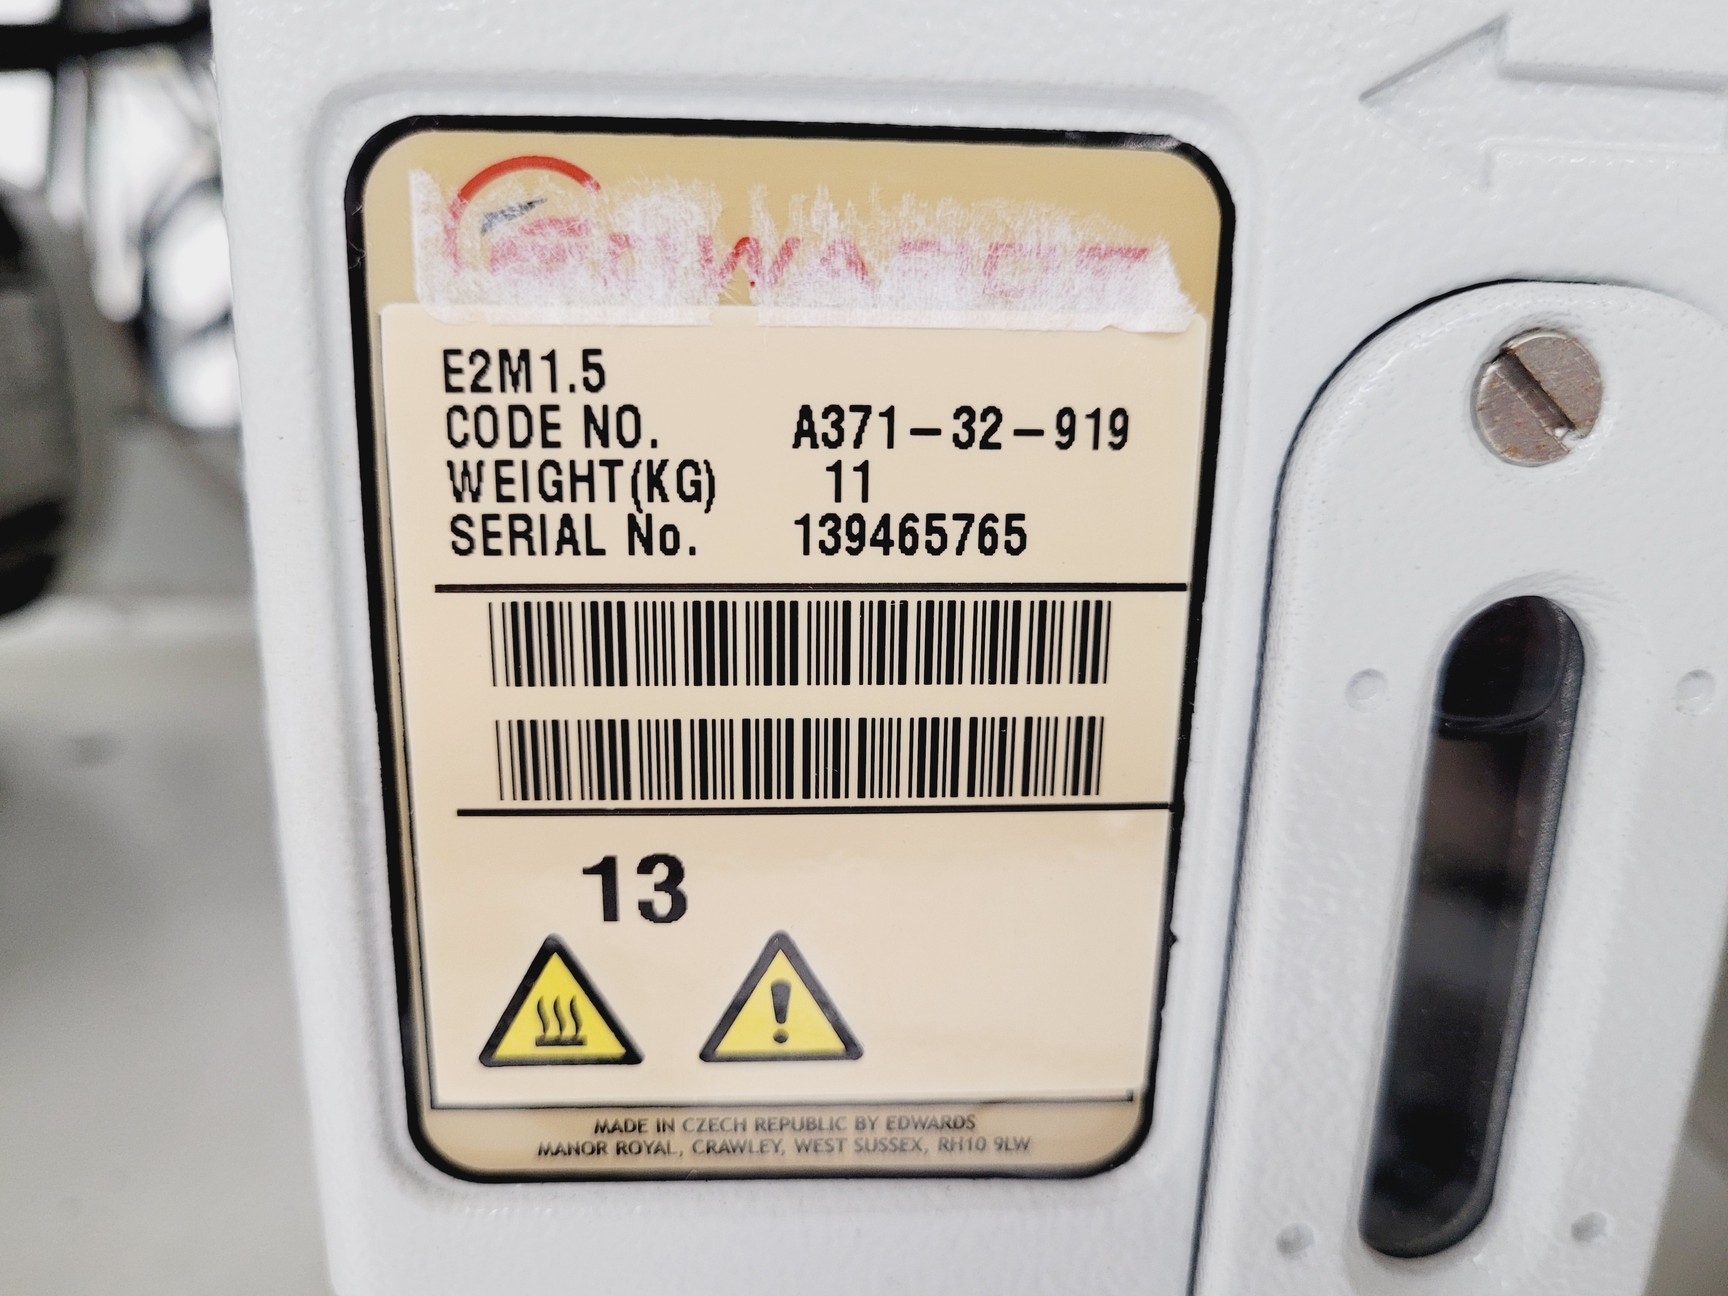 EDWARDS
E2M1.5
CODE NO. A371-32-919
WEIGHT(KG) 11
SERIAL No. 139465765
13
MADE IN CZECH REPUBLIC BY EDWARDS
MANOR ROYAL, CRAWLEY, WEST SUSSEX, RH10 9LW